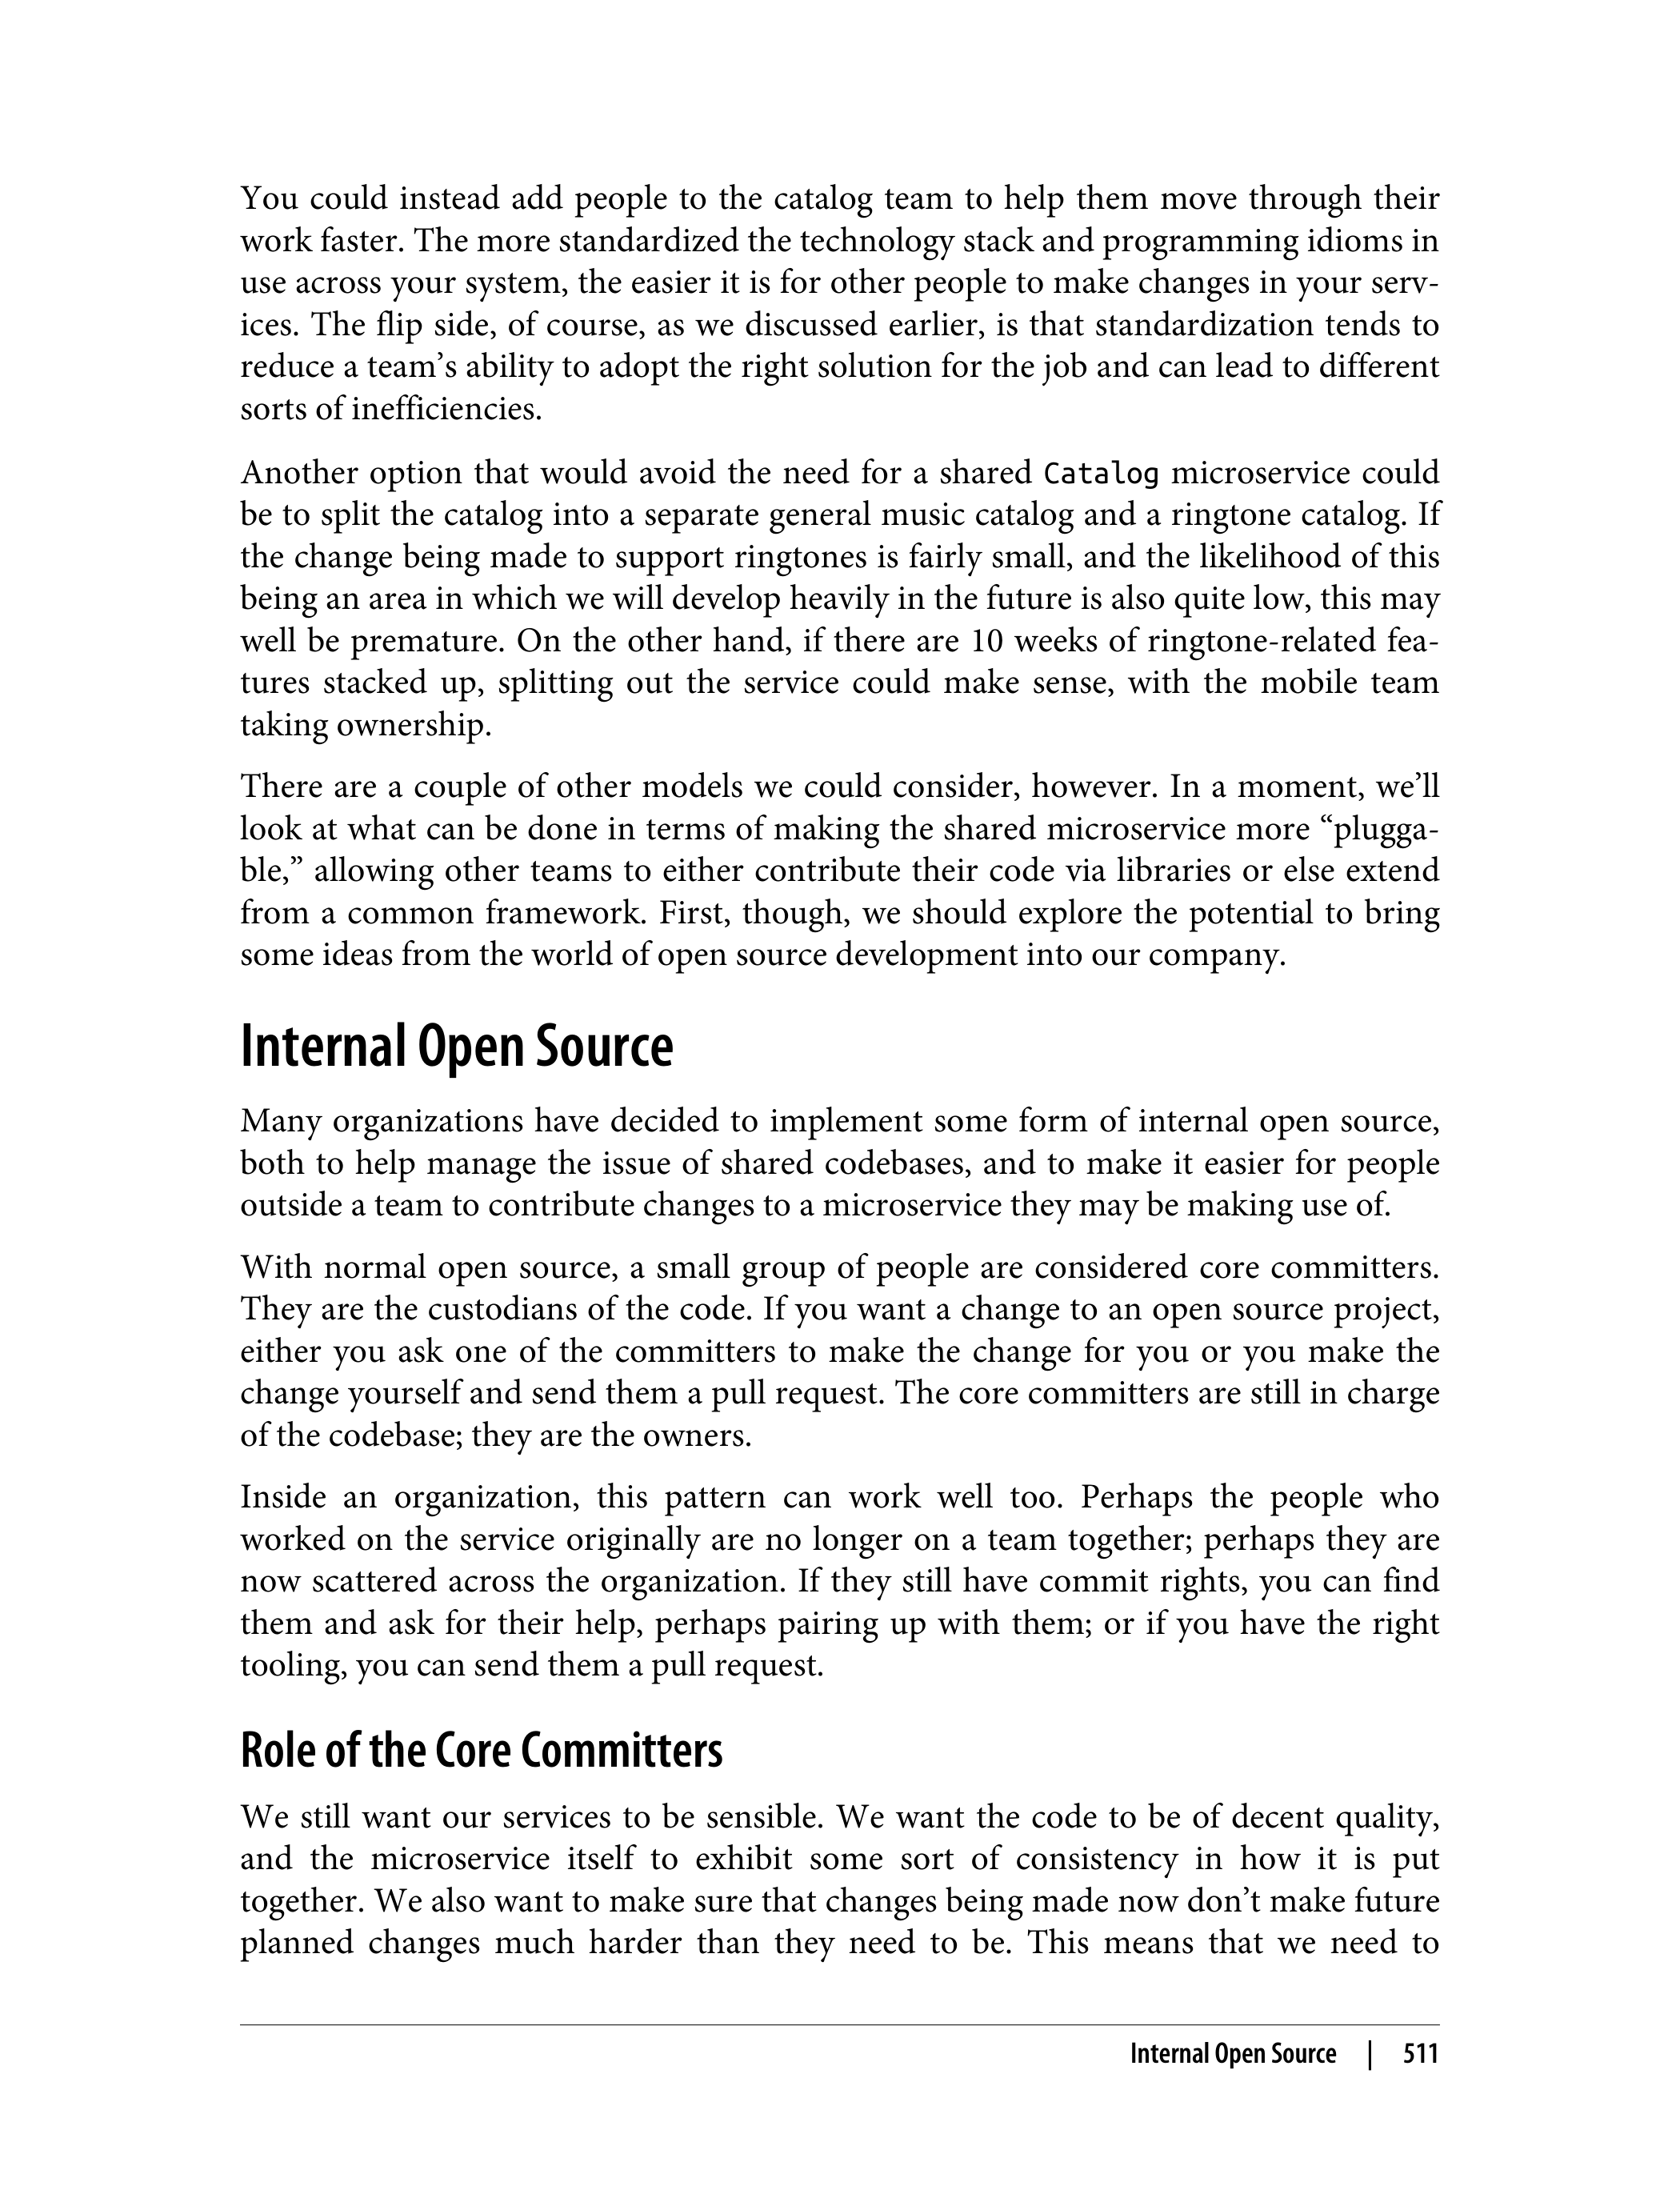 You could instead add people to the catalog team to help them move through their
work faster. The more standardized the technology stack and programming idioms in
use across your system, the easier it is for other people to make changes in your serv-
ices. The flip side, of course, as we discussed earlier, is that standardization tends to
reduce a team’s ability to adopt the right solution for the job and can lead to different
sorts of inefficiencies.
Another option that would avoid the need for a shared Catalog microservice could
be to split the catalog into a separate general music catalog and a ringtone catalog. If
the change being made to support ringtones is fairly small, and the likelihood of this
being an area in which we will develop heavily in the future is also quite low, this may
well be premature. On the other hand, if there are 10 weeks of ringtone-related fea-
tures stacked up, splitting out the service could make sense, with the mobile team
taking ownership.
There are a couple of other models we could consider, however. In a moment, we’ll
look at what can be done in terms of making the shared microservice more “plugga-
ble,” allowing other teams to either contribute their code via libraries or else extend
from a common framework. First, though, we should explore the potential to bring
some ideas from the world of open source development into our company.
Internal Open Source
Many organizations have decided to implement some form of internal open source,
both to help manage the issue of shared codebases, and to make it easier for people
outside a team to contribute changes to a microservice they may be making use of.
With normal open source, a small group of people are considered core committers.
They are the custodians of the code. If you want a change to an open source project,
either you ask one of the committers to make the change for you or you make the
change yourself and send them a pull request. The core committers are still in charge
of the codebase; they are the owners.
Inside an organization, this pattern can work well too. Perhaps the people who
worked on the service originally are no longer on a team together; perhaps they are
now scattered across the organization. If they still have commit rights, you can find
them and ask for their help, perhaps pairing up with them; or if you have the right
tooling, you can send them a pull request.
Role of the Core Committers
We still want our services to be sensible. We want the code to be of decent quality,
and the microservice itself to exhibit some sort of consistency in how it is put
together. We also want to make sure that changes being made now don’t make future
planned changes much harder than they need to be. This means that we need to
Internal Open Source | 511